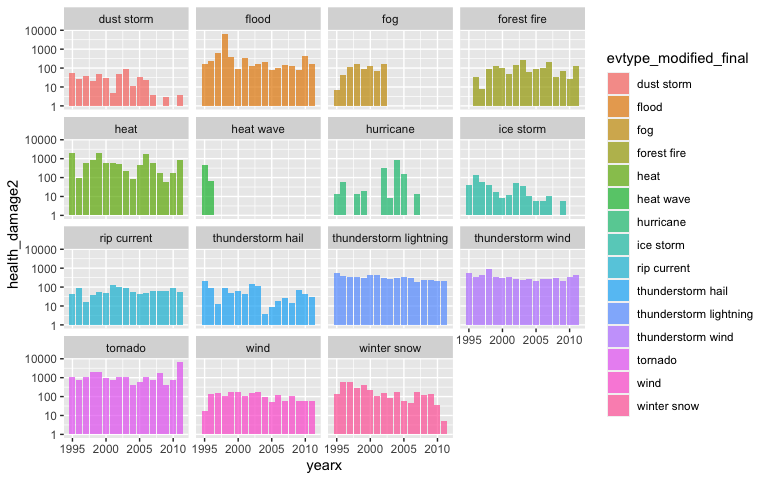 dust storm flood fog forest fire
10000
1000
100
10
1
heat heat wave hurricane ice storm
10000
1000
100
10
1
rip current thunderstorm hail thunderstorm lightning thunderstorm wind
10000
1000
100
10
1
1995 2000 2005 2010
tornado wind winter snow
10000
1000
100
10
1
1995 2000 2005 2010 1995 2000 2005 2010 1995 2000 2005 2010
yearx
health_damage2
evtype_modified_final
dust storm
flood
fog
forest fire
heat
heat wave
hurricane
ice storm
rip current
thunderstorm hail
thunderstorm lightning
thunderstorm wind
tornado
wind
winter snow